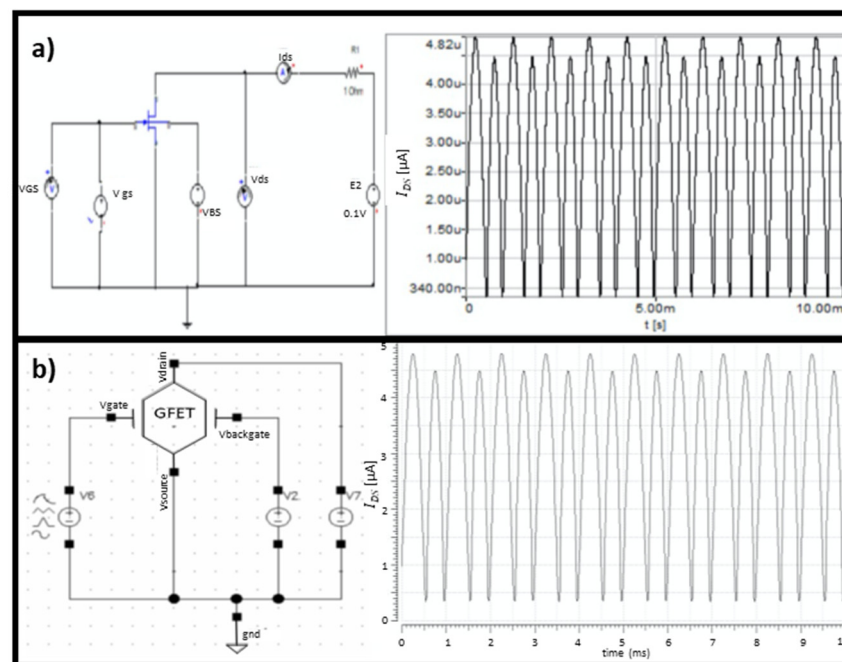 a)
Ids
R1
VGS
V gs
VBS
Vds
E2
0.1V
4.82u
4.00u
3.50u
3.00u
2.50u
2.00u
1.50u
1.00u
340.00n
0
5.00m
10.00m
t [s]
I_DS [µA]
b)
Vdrain
Vgate
GFET
Vbackgate
Vsource
V6
V2
V7
gnd
5
4
3
2
1
0
I_DS [µA]
0 1 2 3 4 5 6 7 8 9 10
time (ms)